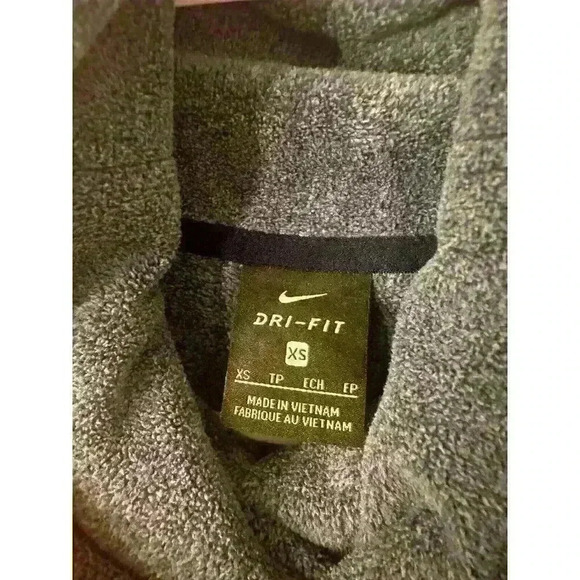 DRI-FIT
XS
XS TP ECH EP
MADE IN VIETNAM
FABRIQUE AU VIETNAM